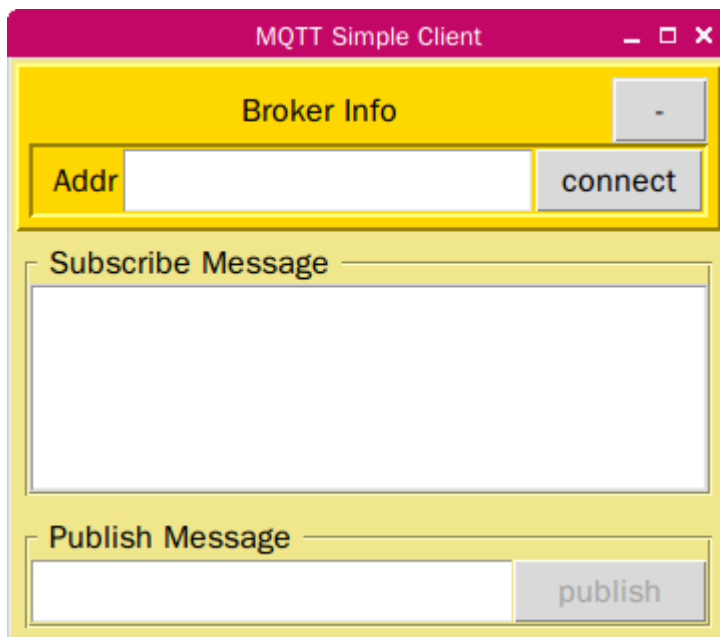 MQTT Simple Client
Broker Info -
Addr connect
Subscribe Message
Publish Message
publish